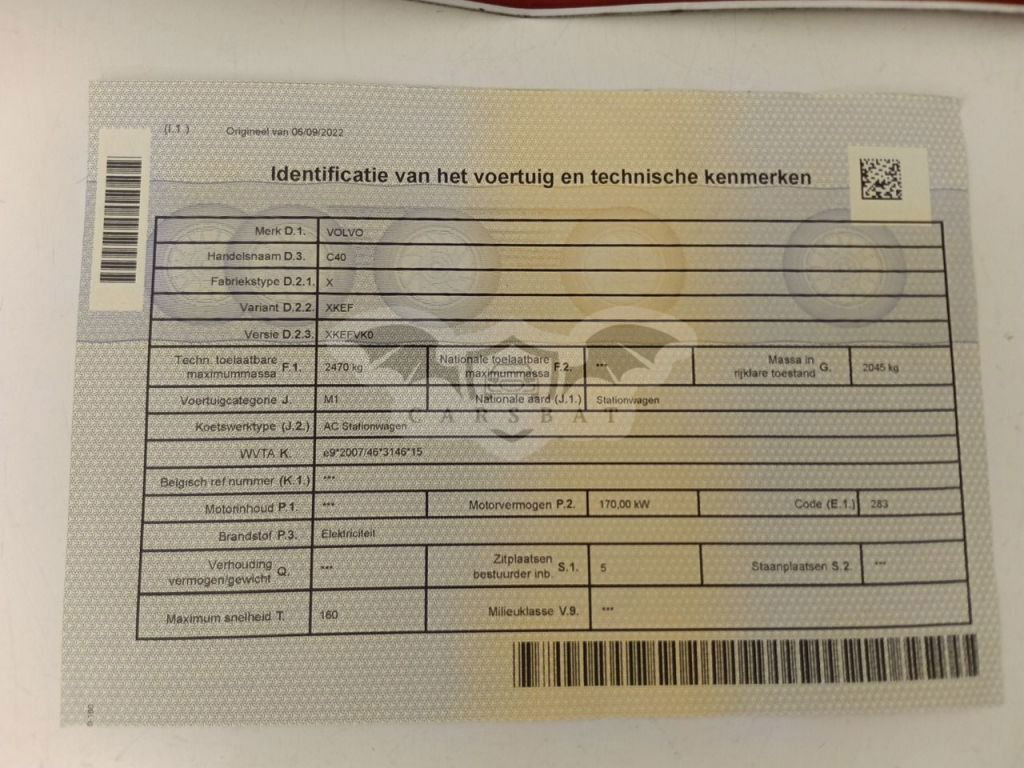 (I.1.) Origineel van 06/09/2022
Identificatie van het voertuig en technische kenmerken
Merk D.1. VOLVO
Handelsnaam D.3. C40
Fabriekstype D.2.1. X
Variant D.2.2. XKEF
Versie D.2.3. XKEFVK0
Techn. toelaatbare maximummassa F.1. 2470 kg Nationale toelaatbare maximummassa F.2. *** Massa in rijklare toestand G. 2045 kg
Voertuigcategorie J. M1 Nationale aard (J.1.) Stationwagen
CARSBAT
Koetswerktype (J.2.) AC Stationwagen
WVTA K. e9*2007/46*3146*15
Belgisch ref nummer (K.1.) ***
Motorinhoud P.1. *** Motorvermogen P.2. 170,00 kW Code (E.1.) 283
Brandstof P.3. Elektriciteit
Verhouding vermogen/gewicht Q. *** Zitplaatsen bestuurder inb. S.1. 5 Staanplaatsen S.2. ***
Maximum snelheid T. 160 Milieuklasse V.9. ***